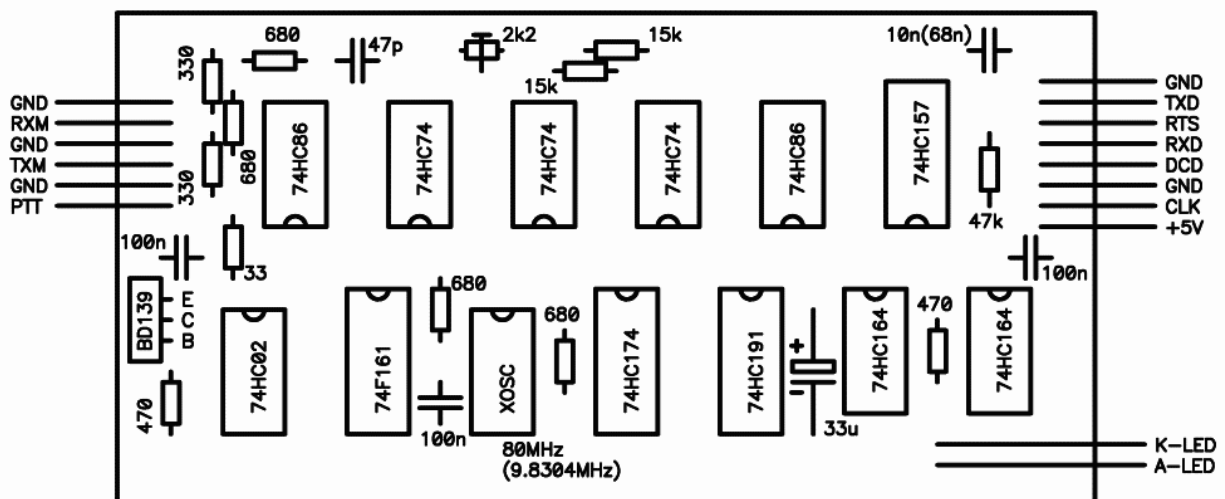 680
47p
2k2
15k
10n(68n)
330
15k
GND
RXM
GND
TXM
GND
PTT
330
680
74HC86
74HC74
74HC74
74HC74
74HC86
74HC157
47k
GND
TXD
RTS
RXD
DCD
GND
CLK
+5V
100n
33
100n
BD139
E
C
B
470
74HC02
74F161
680
100n
XOSC
80MHz
(9.8304MHz)
680
74HC174
74HC191
+
-
33u
74HC164
470
74HC164
K-LED
A-LED